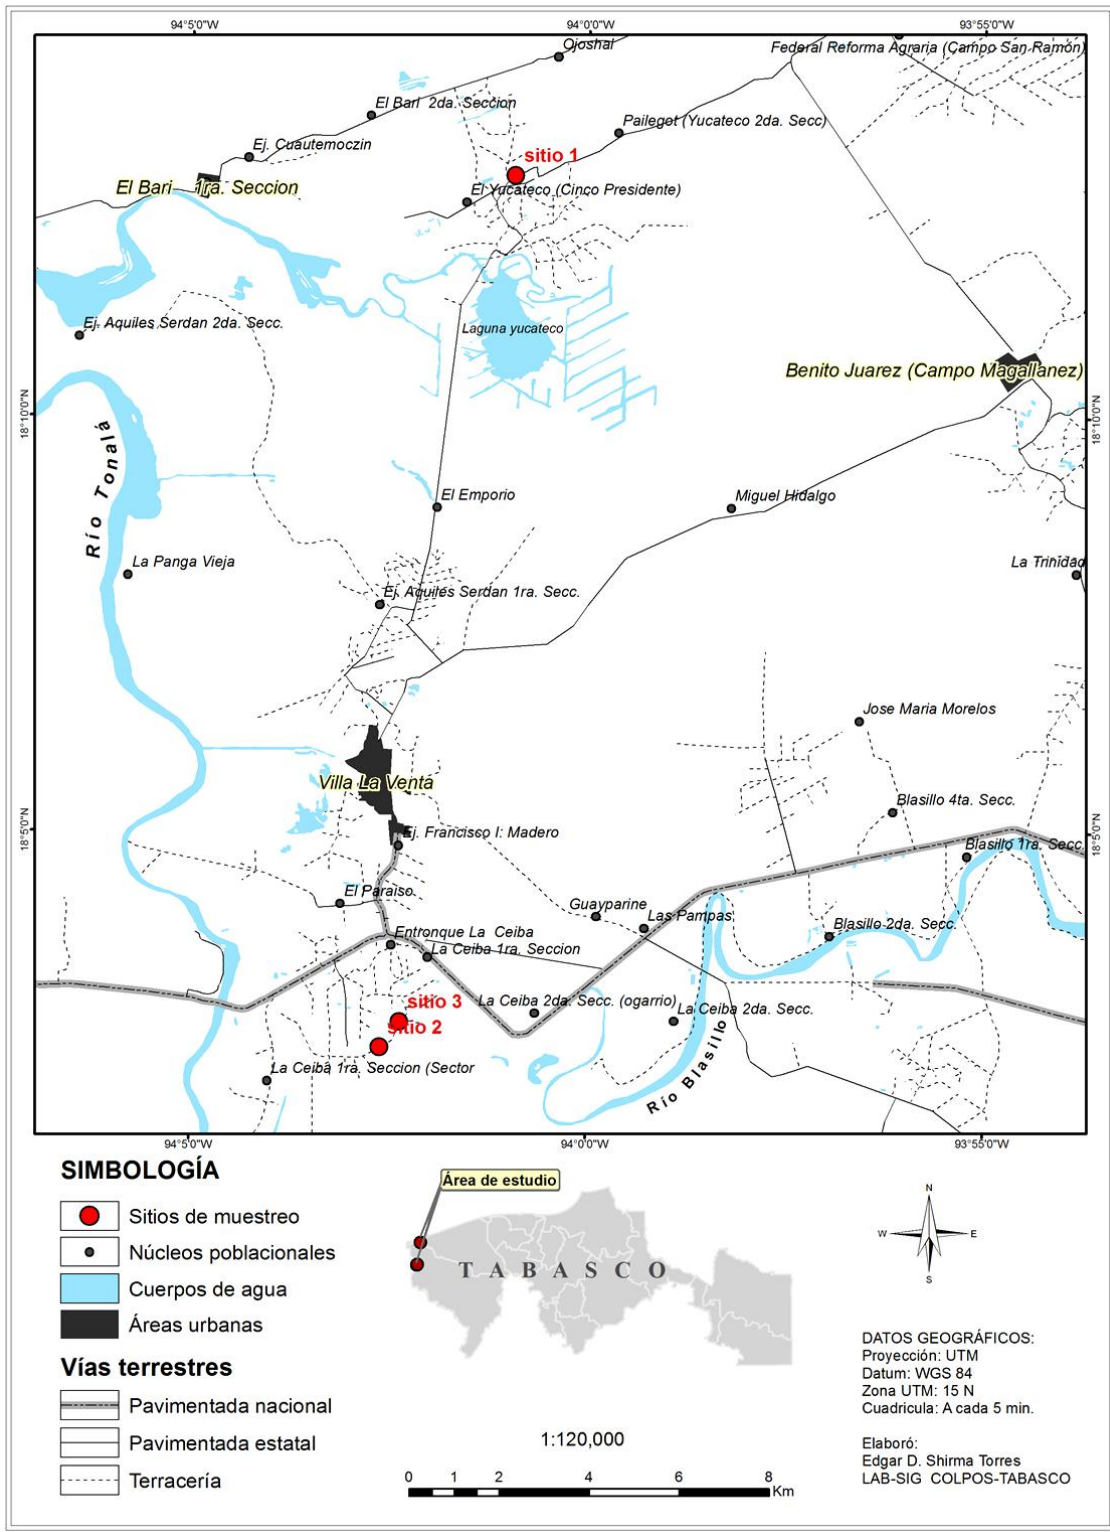 94°5'0"W
94°0'0"W
93°55'0"W
Ojoshal
Federal Reforma Agraria (Campo San Ramón)
El Bari 2da. Seccion
Pailegot (Yucateco 2da. Secc)
Ej. Cuautemoczin
sitio 1
El Bari 1ra. Seccion
El Yucateco (Cinco Presidente)
Ej. Aquiles Serdan 2da. Secc.
Laguna yucateco
Benito Juarez (Campo Magallanez)
18°10'0"N
18°10'0"N
Río Tonalá
El Emporio
Miguel Hidalgo
La Panga Vieja
La Trinidad
Ej. Aquiles Serdan 1ra. Secc.
Jose Maria Morelos
Villa La Venta
Blasillo 4ta. Secc.
18°5'0"N
18°5'0"N
Ej. Francisco I. Madero
Blasillo 1ra. Secc.
El Paraiso
Guayparine
Las Pampas
Blasillo 2da. Secc.
Entronque La Ceiba
La Ceiba 1ra. Seccion
sitio 3
La Ceiba 2da. Secc. (ogarrio)
La Ceiba 2da. Secc.
sitio 2
La Ceiba 1ra. Seccion (Sector
Río Blasillo
94°5'0"W
94°0'0"W
93°55'0"W
SIMBOLOGÍA
Sitios de muestreo
Núcleos poblacionales
Cuerpos de agua
Áreas urbanas
Vías terrestres
Pavimentada nacional
Pavimentada estatal
Terracería
Área de estudio
TABASCO
1:120,000
0 1 2 4 6 8
Km
N
W E
S
DATOS GEOGRÁFICOS:
Proyección: UTM
Datum: WGS 84
Zona UTM: 15 N
Cuadricula: A cada 5 min.
Elaboró:
Edgar D. Shirma Torres
LAB-SIG COLPOS-TABASCO